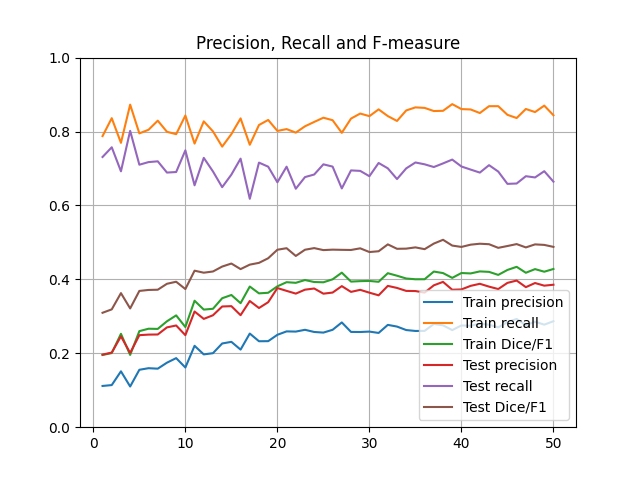 Precision, Recall and F-measure
1.0
0.8
0.6
0.4
0.2
0.0
0 10 20 30 40 50
Train precision
Train recall
Train Dice/F1
Test precision
Test recall
Test Dice/F1